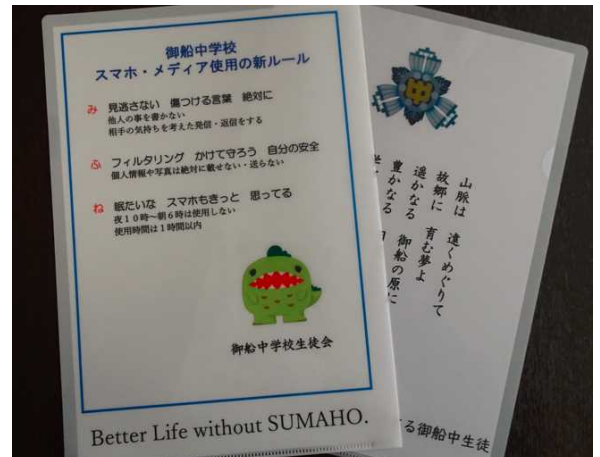 御船中学校
スマホ・メディア使用の新ルール
み 見逃さない 傷つける言葉 絶対に
他人の事を書かない
相手の気持ちを考えた発信・返信をする
ふ フィルタリング かけて守ろう 自分の安全
個人情報や写真は絶対に載せない・送らない
ね 眠たいな スマホもきっと 思ってる
夜10時~朝6時は使用しない
使用時間は1時間以内
御船中学校生徒会
Better Life without SUMAHO.
山脈は 遠くめぐりて
故郷に 育む夢よ
遥かなる 御船の原に
豊かなる
る御船中生徒